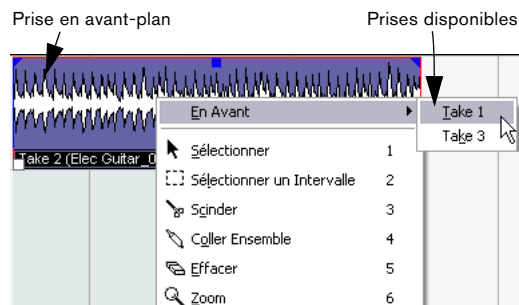 Prise en avant-plan
Prises disponibles
En Avant
Take 1
Take 3
Take 2 (Elec Guitar_0
Sélectionner 1
Sélectionner un Intervalle 2
Scinder 3
Coller Ensemble 4
Effacer 5
Zoom 6